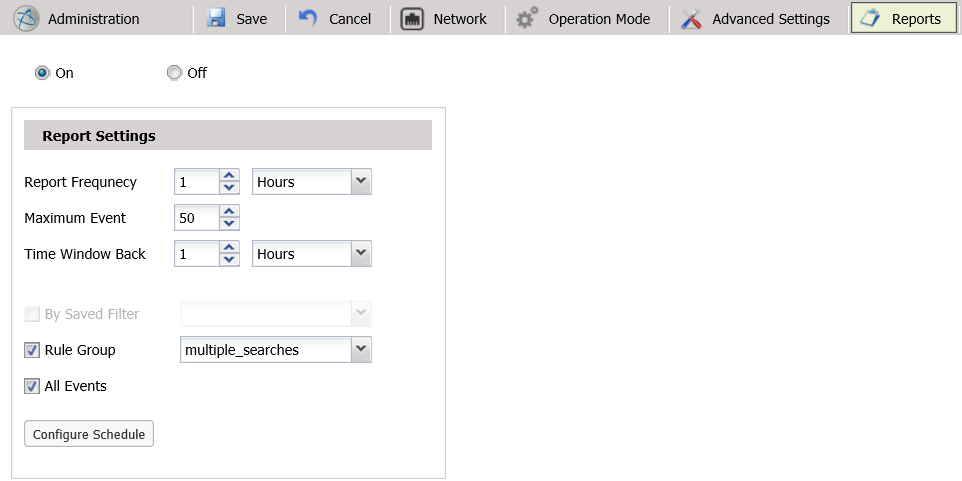 Administration Save Cancel Network Operation Mode Advanced Settings Reports
On Off
Report Settings
Report Frequnecy 1 Hours
Maximum Event 50
Time Window Back 1 Hours
By Saved Filter
Rule Group multiple_searches
All Events
Configure Schedule